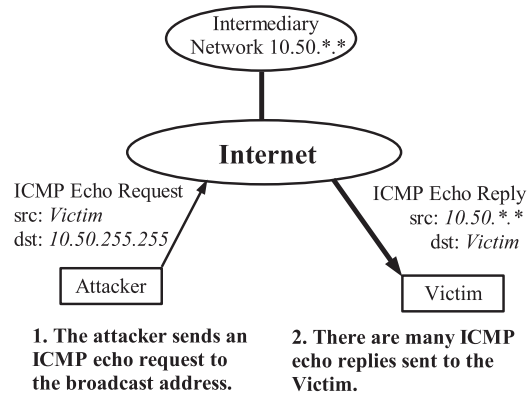 Intermediary
Network 10.50.*.*
Internet
ICMP Echo Request
src: Victim
dst: 10.50.255.255
ICMP Echo Reply
src: 10.50.*.*
dst: Victim
Attacker
Victim
1. The attacker sends an
ICMP echo request to
the broadcast address.
2. There are many ICMP
echo replies sent to the
Victim.